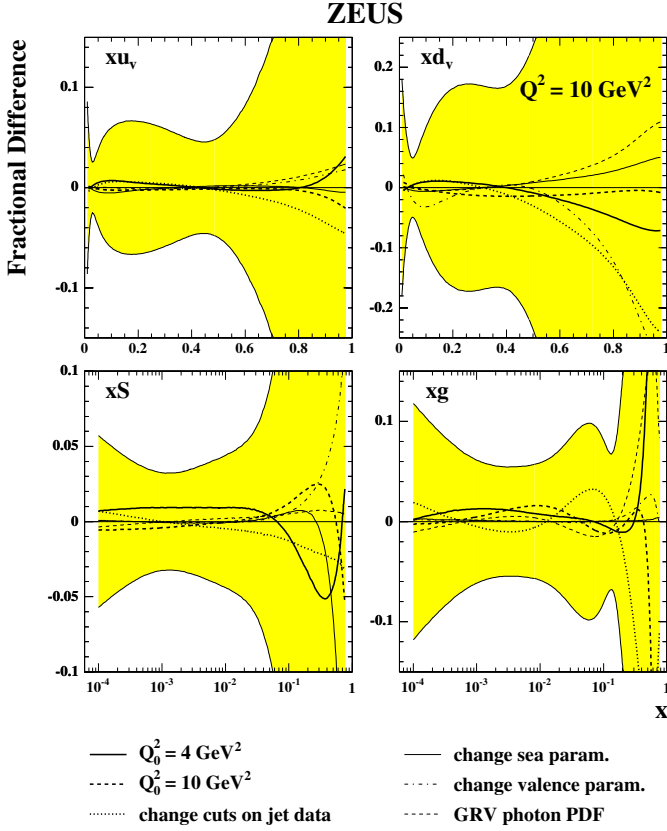 ZEUS
Fractional Difference
xu_v
0.1
0
-0.1
0 0.2 0.4 0.6 0.8 1
xd_v
Q² = 10 GeV²
0.2
0.1
0
-0.1
-0.2
0 0.2 0.4 0.6 0.8 1
xS
0.1
0.05
0
-0.05
-0.1
10⁻⁴ 10⁻³ 10⁻² 10⁻¹ 1
xg
0.1
0
-0.1
10⁻⁴ 10⁻³ 10⁻² 10⁻¹ 1
x
Q₀² = 4 GeV²
Q₀² = 10 GeV²
change cuts on jet data
change sea param.
change valence param.
GRV photon PDF